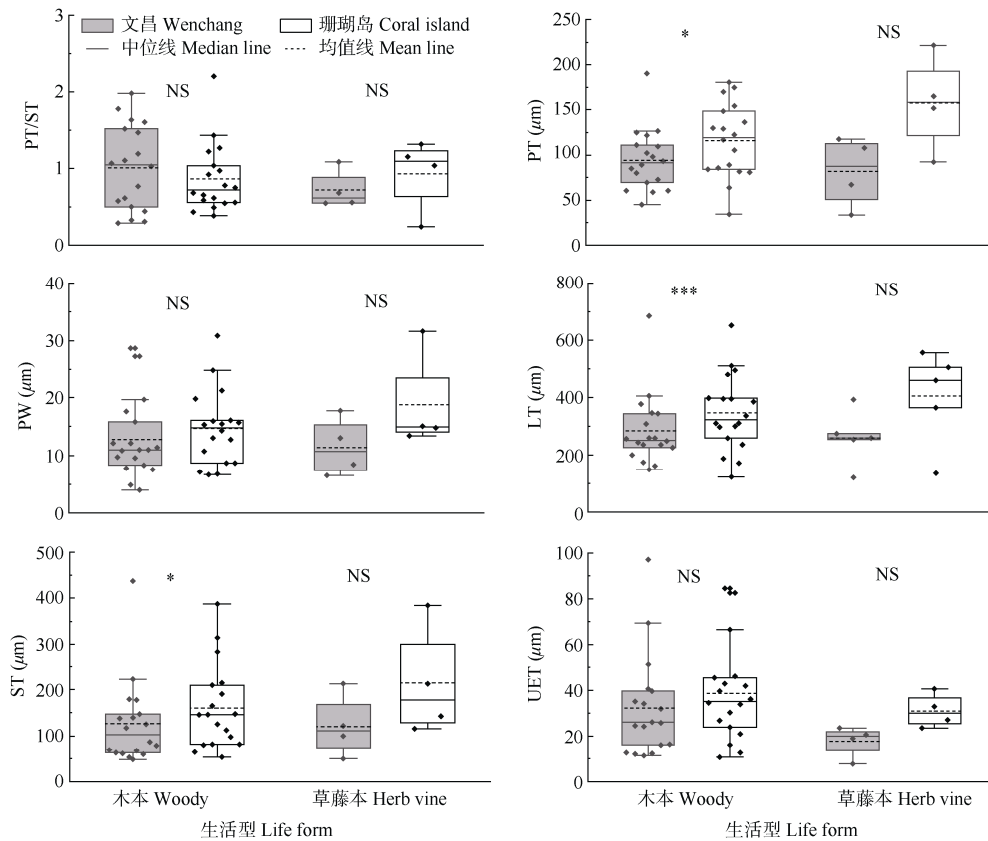 文昌 Wenchang 珊瑚岛 Coral island
中位线 Median line 均值线 Mean line
3
2
1
0
PT/ST
NS
NS
250
200
150
100
50
0
PT (μm)
*
NS
40
30
20
10
0
PW (μm)
NS
NS
800
600
400
200
0
LT (μm)
***
NS
500
400
300
200
100
0
ST (μm)
*
NS
木本 Woody 草藤本 Herb vine
生活型 Life form
100
80
60
40
20
0
UET (μm)
NS
NS
木本 Woody 草藤本 Herb vine
生活型 Life form